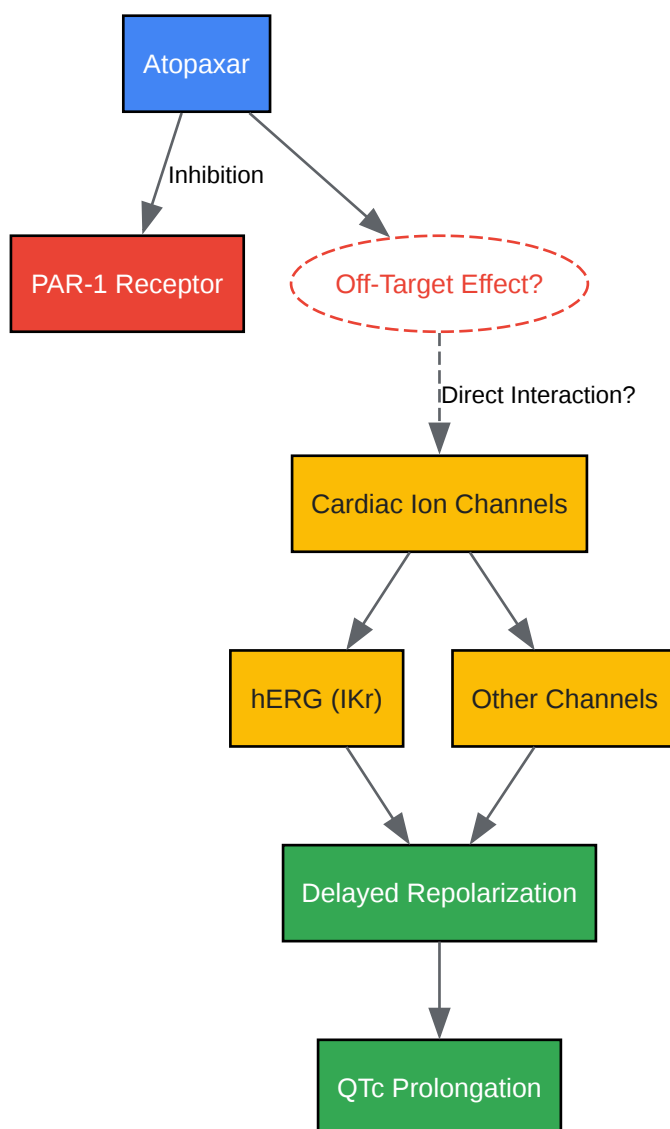 Atopaxar
Inhibition
PAR-1 Receptor
Off-Target Effect?
Direct Interaction?
Cardiac Ion Channels
hERG (IKr)
Other Channels
Delayed Repolarization
QTc Prolongation